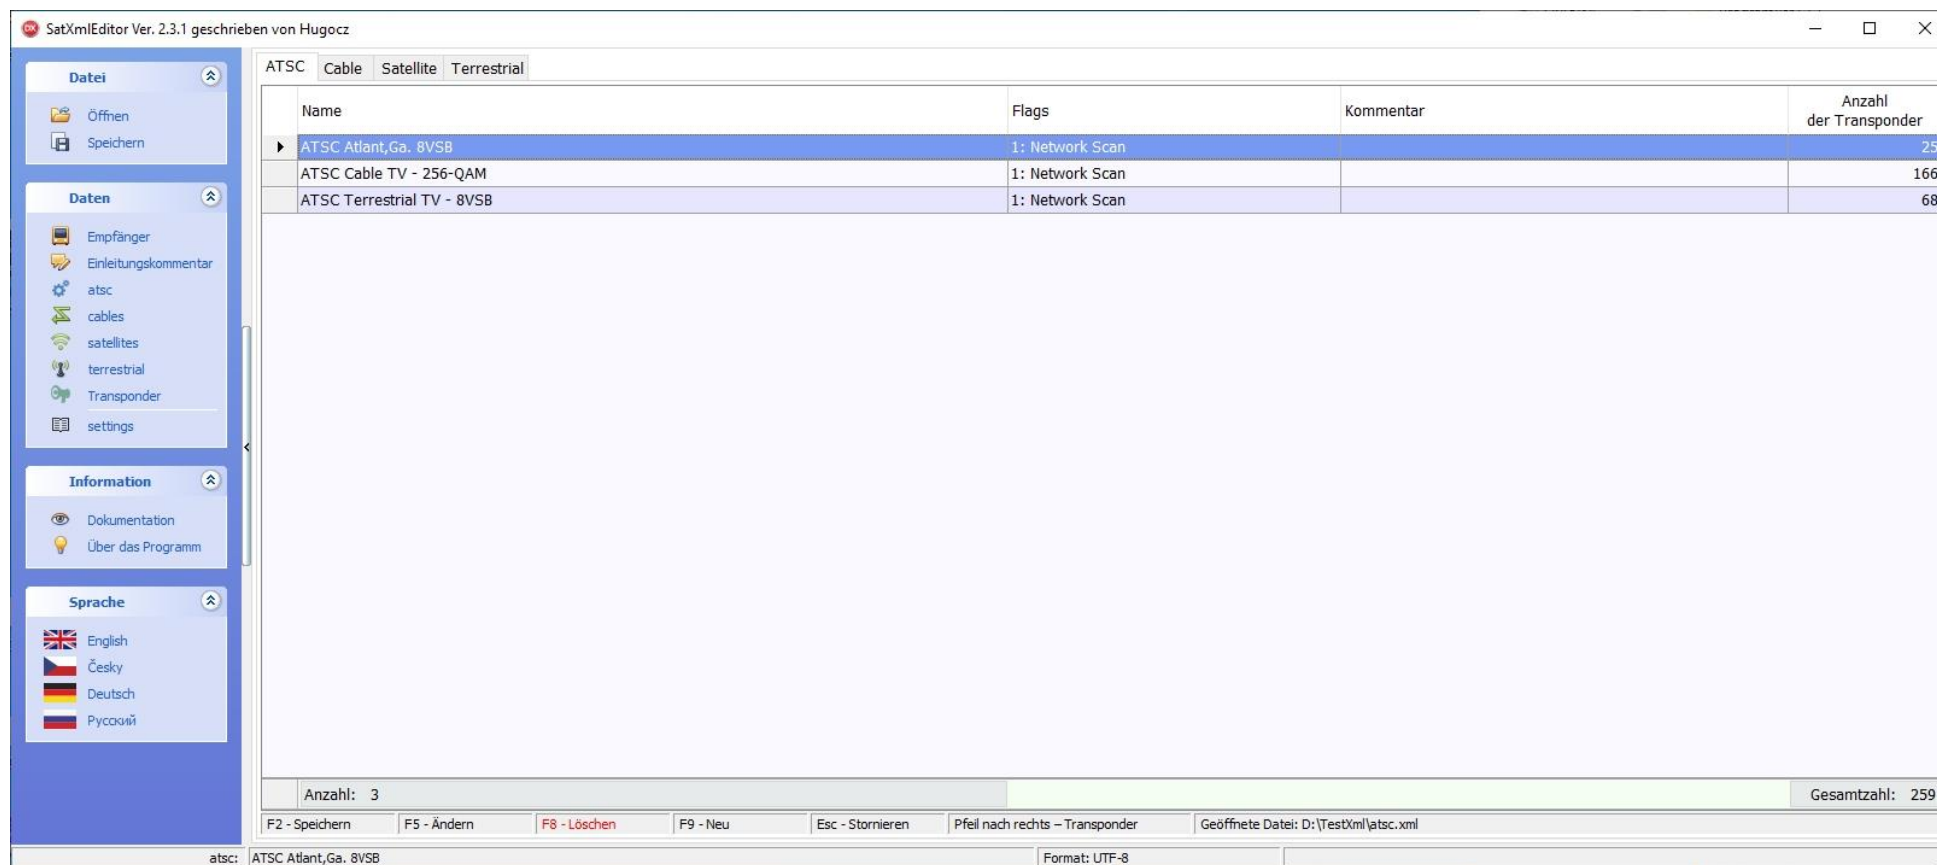 SatXmlEditor Ver. 2.3.1 geschrieben von Hugocz
Datei
Öffnen
Speichern
Daten
Empfänger
Einleitungskommentar
atsc
cables
satellites
terrestrial
Transponder
settings
Information
Dokumentation
Über das Programm
Sprache
English
Česky
Deutsch
Русский
ATSC Cable Satellite Terrestrial
Name Flags Kommentar Anzahl
der Transponder
ATSC Atlant,Ga. 8VSB 1: Network Scan 25
ATSC Cable TV - 256-QAM 1: Network Scan 166
ATSC Terrestrial TV - 8VSB 1: Network Scan 68
Anzahl: 3 Gesamtzahl: 259
F2 - Speichern F5 - Ändern F8 - Löschen F9 - Neu Esc - Stornieren Pfeil nach rechts – Transponder Geöffnete Datei: D:\TestXml\atsc.xml
atsc: ATSC Atlant,Ga. 8VSB Format: UTF-8